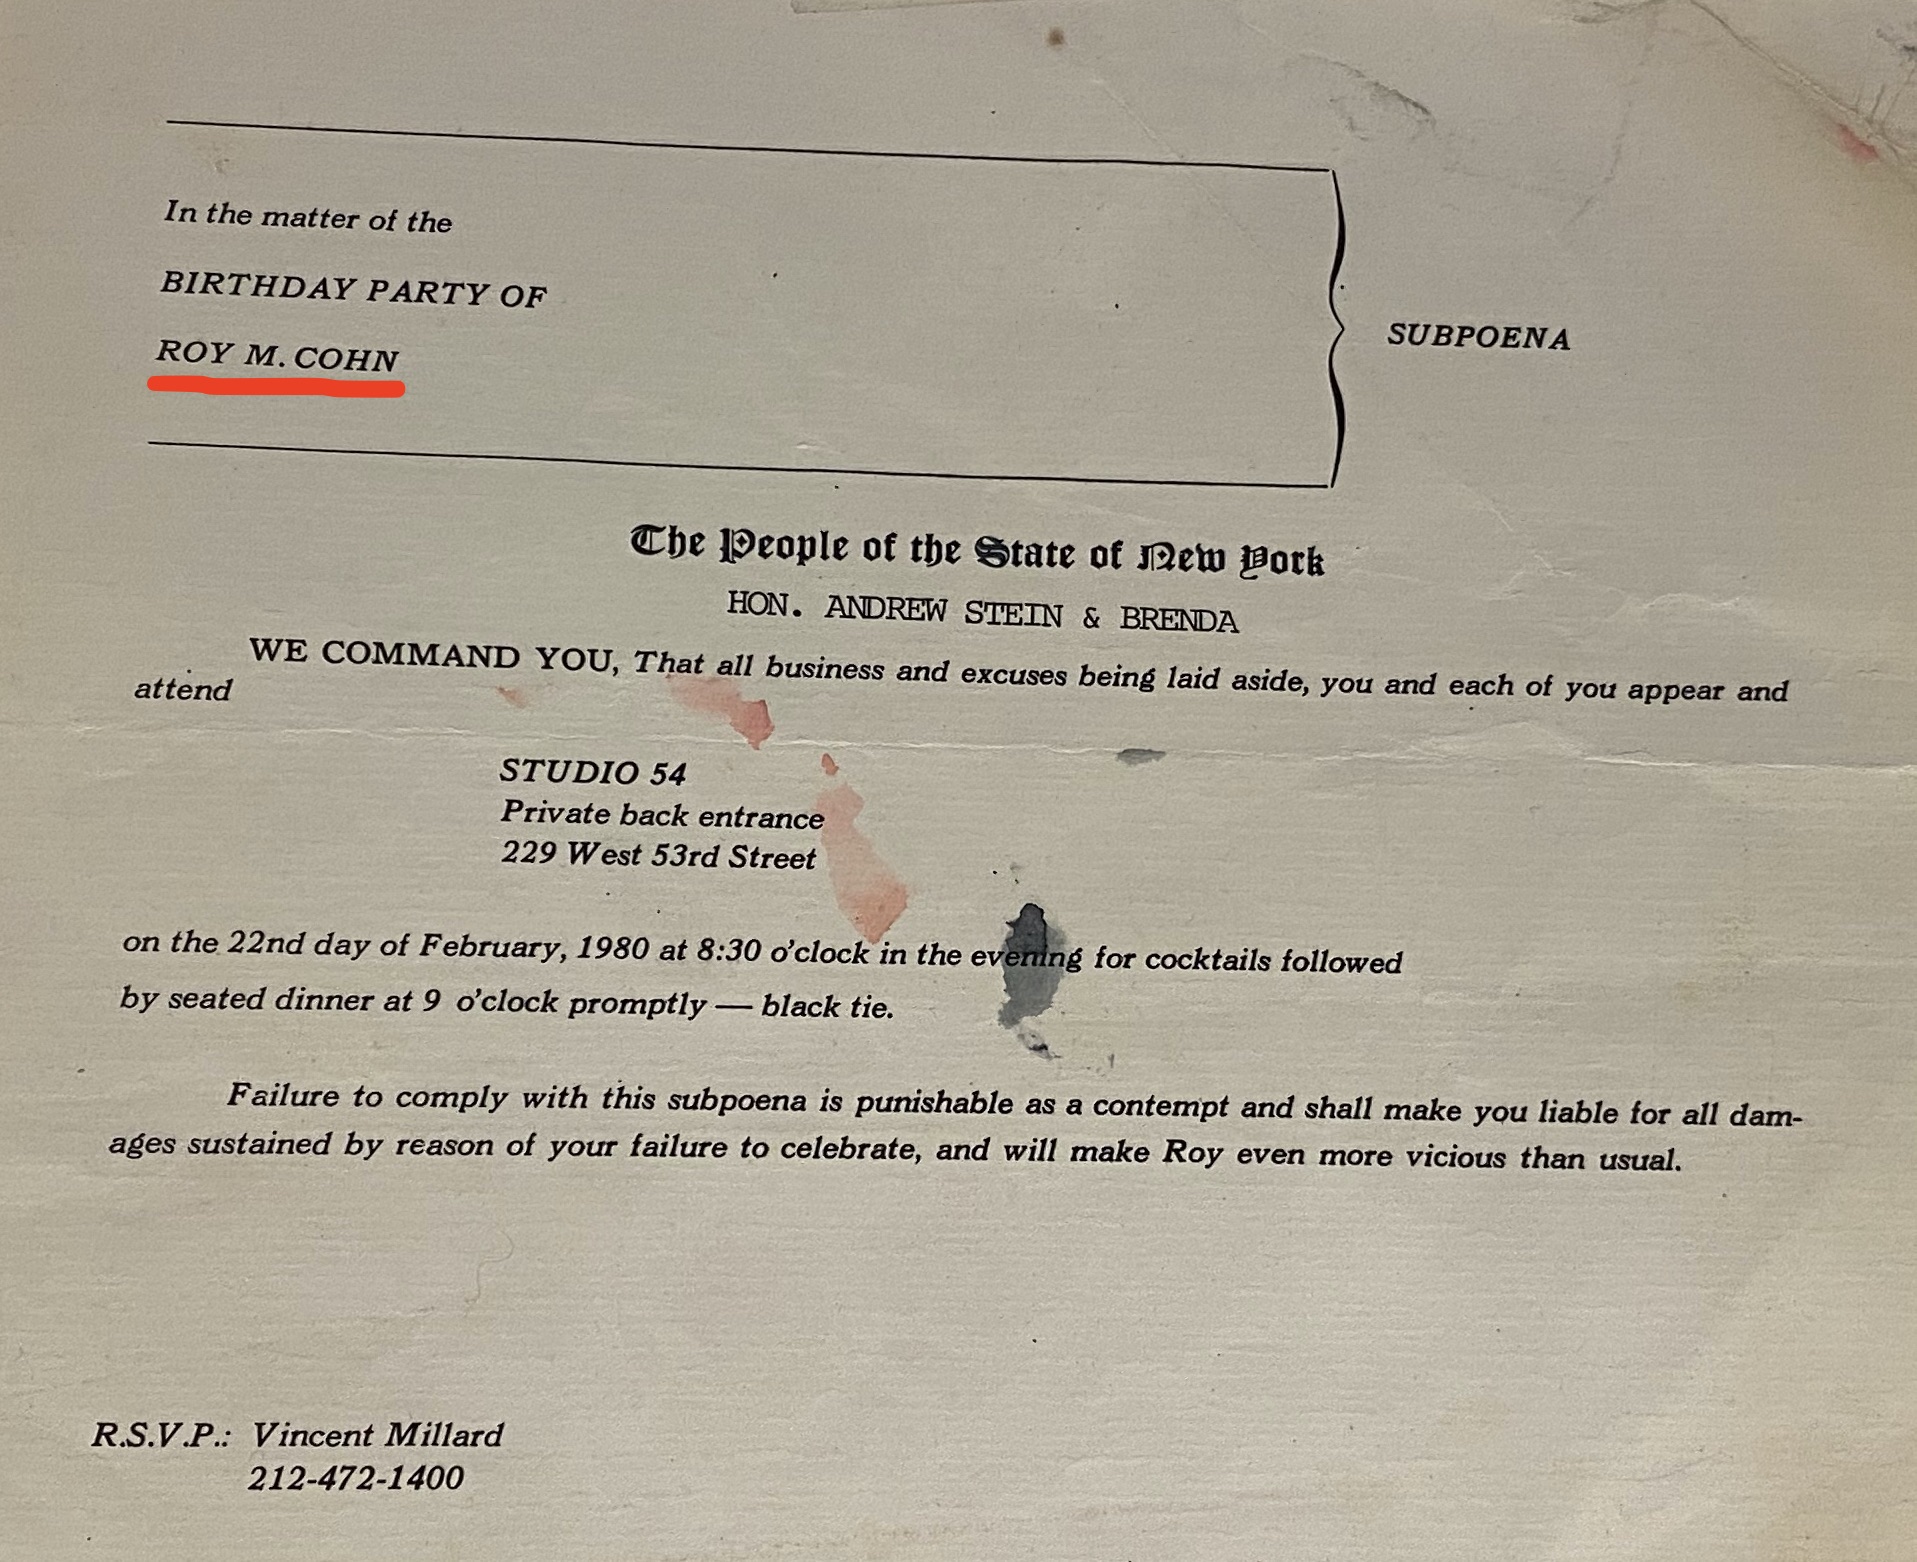 In the matter of the
BIRTHDAY PARTY OF
ROY M. COHN
SUBPOENA
The People of the State of New York
HON. ANDREW STEIN & BRENDA
WE COMMAND YOU, That all business and excuses being laid aside, you and each of you appear and
attend
STUDIO 54
Private back entrance
229 West 53rd Street
on the 22nd day of February, 1980 at 8:30 o'clock in the evening for cocktails followed
by seated dinner at 9 o'clock promptly — black tie.
Failure to comply with this subpoena is punishable as a contempt and shall make you liable for all dam-
ages sustained by reason of your failure to celebrate, and will make Roy even more vicious than usual.
R.S.V.P.: Vincent Millard
212-472-1400